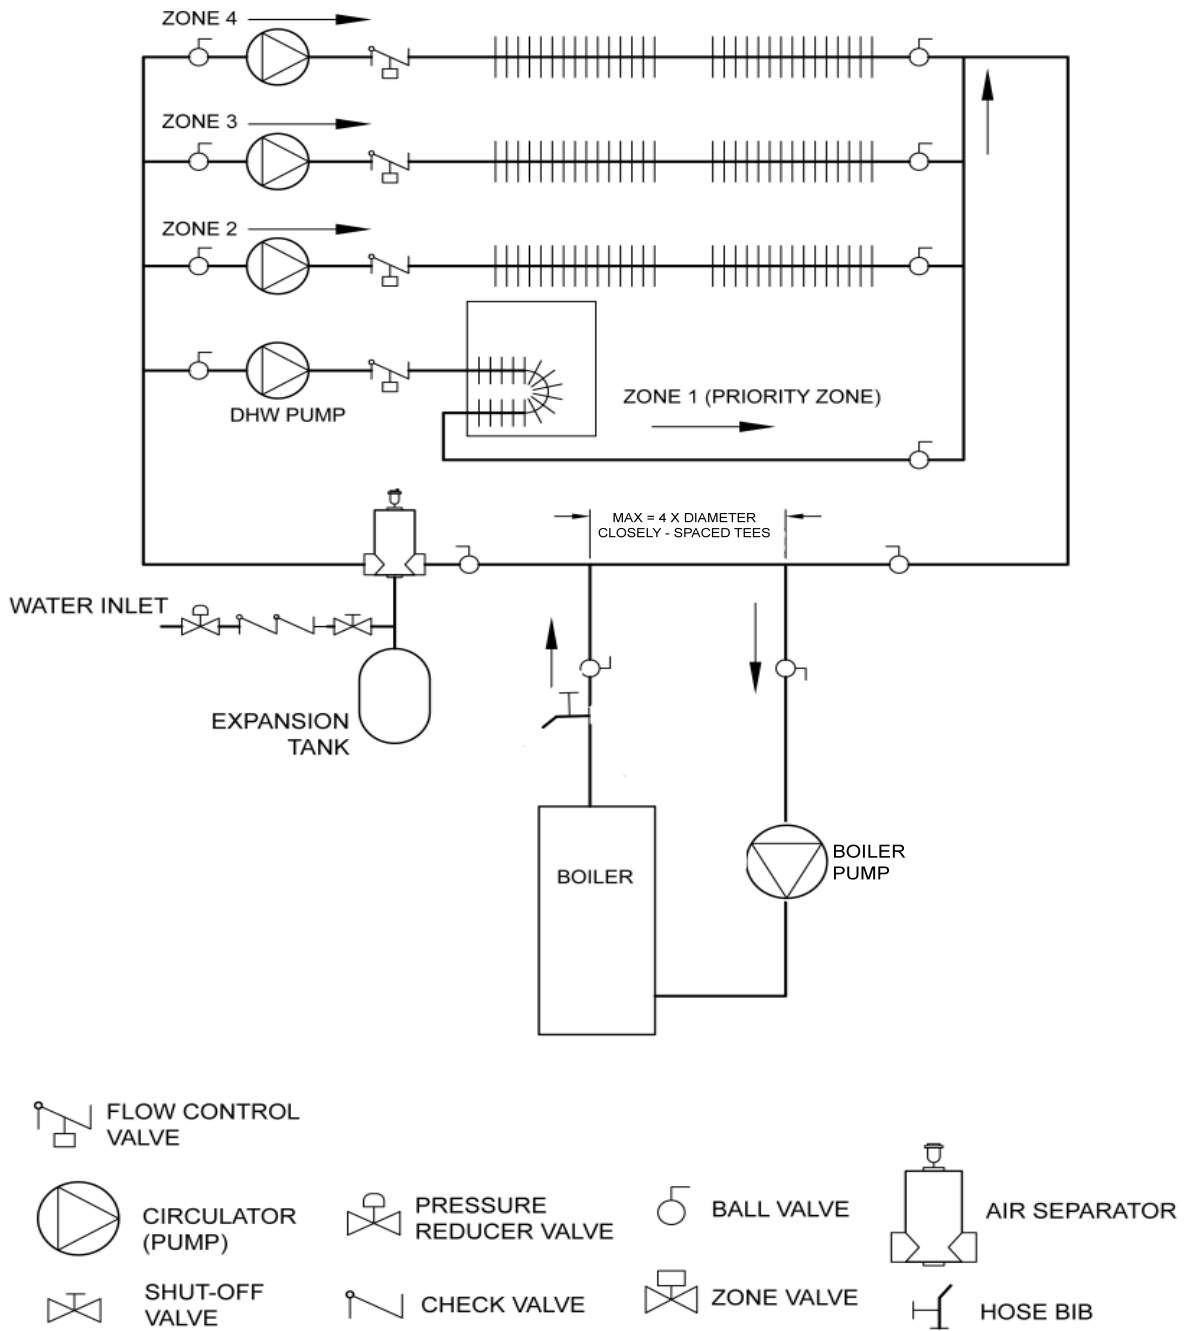 ZONE 4
ZONE 3
ZONE 2
DHW PUMP
ZONE 1 (PRIORITY ZONE)
MAX = 4 X DIAMETER
CLOSELY - SPACED TEES
WATER INLET
EXPANSION
TANK
BOILER
BOILER
PUMP
FLOW CONTROL
VALVE
CIRCULATOR
(PUMP)
PRESSURE
REDUCER VALVE
BALL VALVE
AIR SEPARATOR
SHUT-OFF
VALVE
CHECK VALVE
ZONE VALVE
HOSE BIB